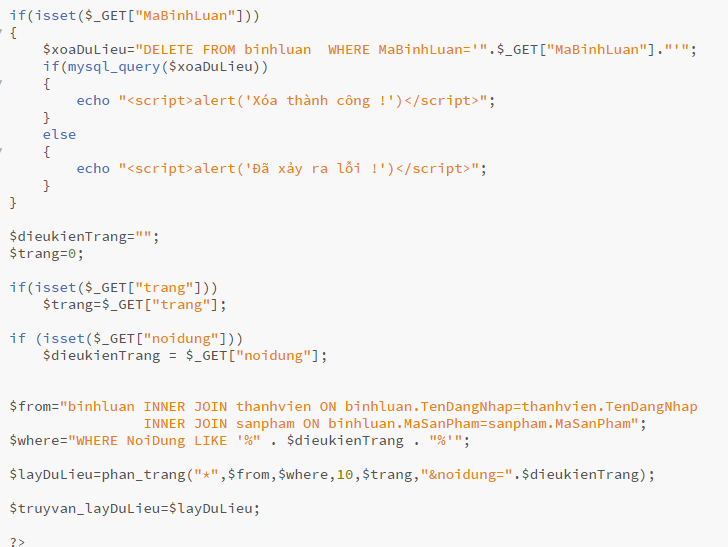 if(isset($_GET["MaBinhLuan"]))
{
    $xoaDuLieu="DELETE FROM binhluan  WHERE MaBinhLuan='".$_GET["MaBinhLuan"]."'";
    if(mysql_query($xoaDuLieu))
    {
        echo "<script>alert('Xóa thành công !')</script>";
    }
    else
    {
        echo "<script>alert('Đã xảy ra lỗi !')</script>";
    }
}
$dieukienTrang="";
$trang=0;
if(isset($_GET["trang"]))
    $trang=$_GET["trang"];
if (isset($_GET["noidung"]))
    $dieukienTrang = $_GET["noidung"];
$from="binhluan INNER JOIN thanhvien ON binhluan.TenDangNhap=thanhvien.TenDangNhap
                INNER JOIN sanpham ON binhluan.MaSanPham=sanpham.MaSanPham";
$where="WHERE NoiDung LIKE '%" . $dieukienTrang . "%'";
$layDuLieu=phan_trang("*",$from,$where,10,$trang,"&noidung=".$dieukienTrang);
$truyvan_layDuLieu=$layDuLieu;
?>